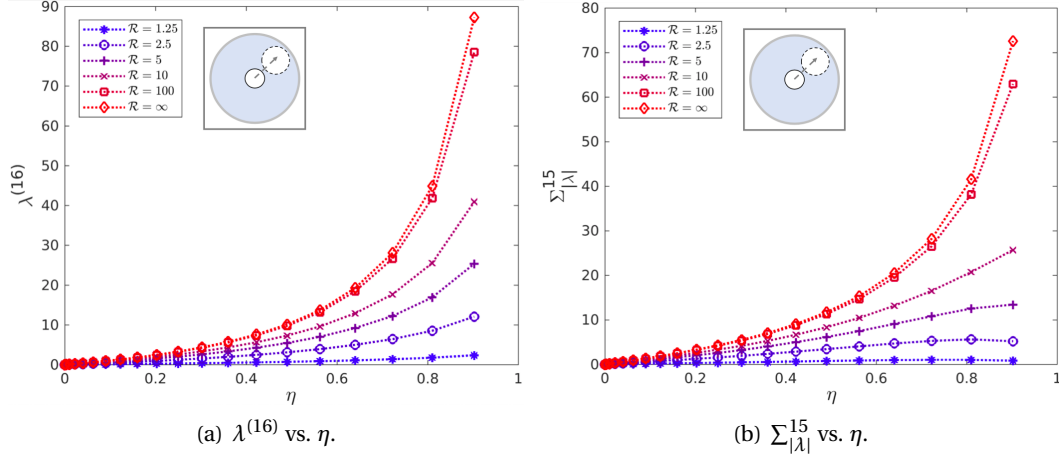 90
80
70
60
50
40
30
20
10
0
λ^(16)
ℛ = 1.25
ℛ = 2.5
ℛ = 5
ℛ = 10
ℛ = 100
ℛ = ∞
0 0.2 0.4 0.6 0.8 1
η
(a) λ^(16) vs. η.
80
70
60
50
40
30
20
10
0
Σ^15_|λ|
ℛ = 1.25
ℛ = 2.5
ℛ = 5
ℛ = 10
ℛ = 100
ℛ = ∞
0 0.2 0.4 0.6 0.8 1
η
(b) Σ^15_|λ| vs. η.